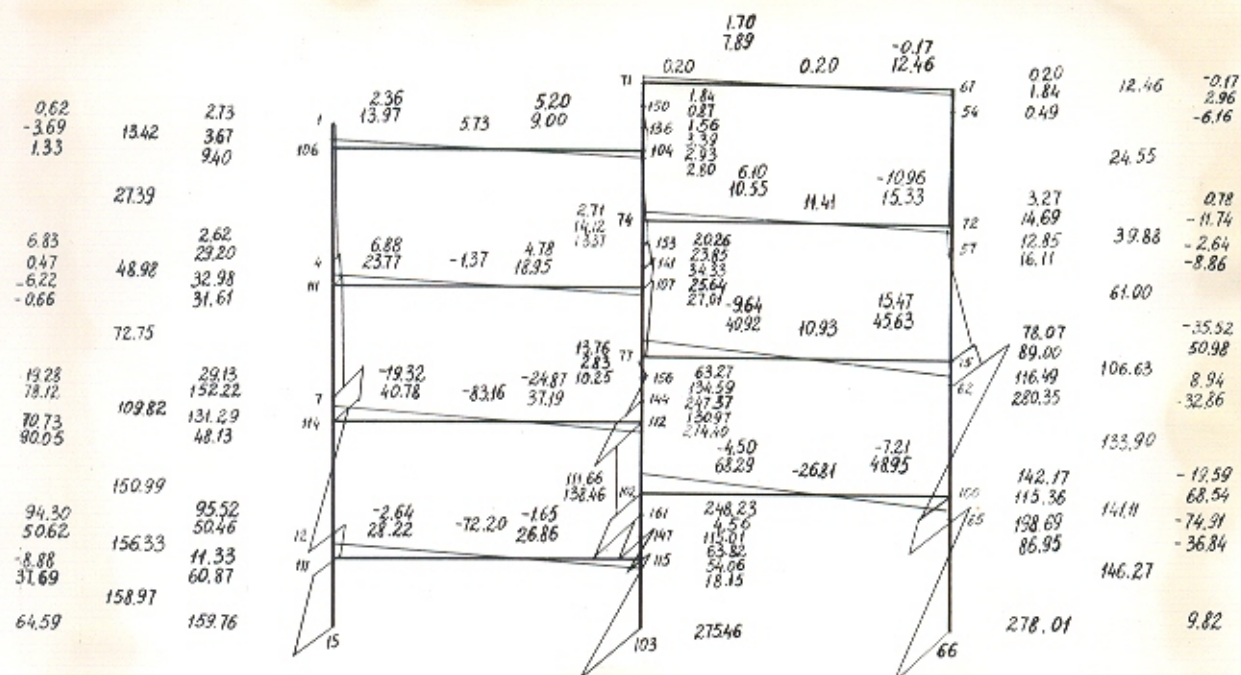 1.70
7.89
0.20 0.20 -0.17
12.46
71 67 0.20 12.46 -0.17
0.62 2.73 2.36 5.20 150 1.84 54 1.84 2.96
-3.69 13.42 3.67 1 13.97 5.73 9.00 136 0.87 0.49 -6.16
1.33 9.40 106 104 1.56
3.39
2.93 24.55
2.80
27.39 6.10 -10.96
10.55 11.41 15.33 3.27 0.78
2.71 74 72 14.69 39.88 -11.74
14.12
13.37
6.83 2.62 6.88 4.78 153 20.26 57 12.85 -2.64
0.47 48.98 29.20 4 23.77 -1.37 18.95 141 23.85 16.11 -8.86
-6.22 32.98 111 107 34.33
-0.66 31.61 25.64
27.01 61.00
-9.64 15.47
72.75 40.92 10.93 45.63 78.07 -35.52
13.76 77 89.00 50.98
2.83
10.25
19.28 29.13 -19.32 -24.87 156 63.27 62 116.49 106.63 8.94
78.12 109.82 152.22 7 40.78 -83.16 37.19 144 134.59 280.35 -32.86
70.73 131.29 114 112 247.37
90.05 48.13 130.97
274.40
-4.50 -7.21 133.90
68.29 -26.81 48.95
150.99 111.66 102 142.17 -19.59
138.46 115.36 68.54
94.30 95.52 -2.64 -1.65 161 248.23 65 198.69 141.11 -74.91
50.62 156.33 50.46 12 28.22 -72.20 26.86 147 4.56 86.95 -36.84
-8.88 11.33 115 115.01
37.69 60.87 63.82
54.06 146.27
18.15
158.97
64.59 159.76 15 103 275.46 66 278.01 9.82